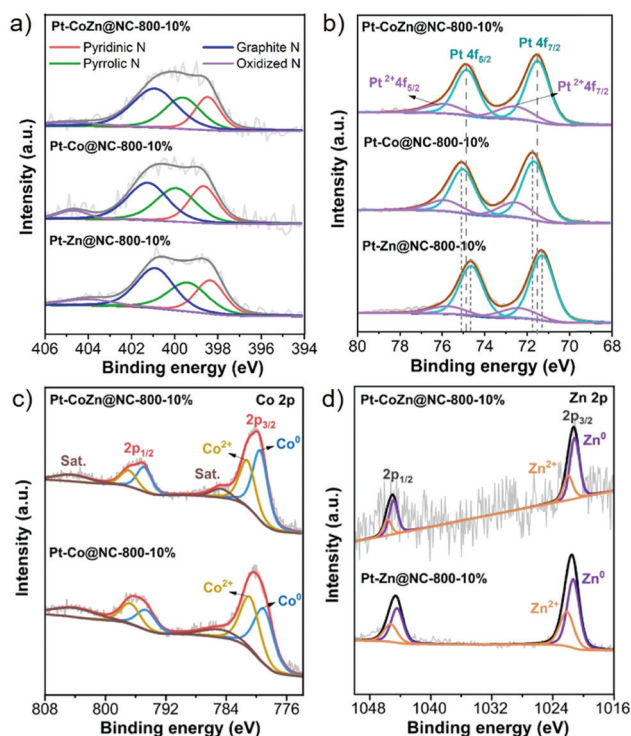 a)
Pt-CoZn@NC-800-10%
Pyridinic N
Graphite N
Pyrrolic N
Oxidized N
Pt-Co@NC-800-10%
Pt-Zn@NC-800-10%
Intensity (a.u.)
406 404 402 400 398 396 394
Binding energy (eV)
b)
Pt-CoZn@NC-800-10%
Pt 4f7/2
Pt 4f5/2
Pt 2+4f5/2
Pt 2+4f7/2
Pt-Co@NC-800-10%
Pt-Zn@NC-800-10%
Intensity (a.u.)
80 78 76 74 72 70 68
Binding energy (eV)
c)
Pt-CoZn@NC-800-10%
Co 2p
2p3/2
Co2+
Co0
2p1/2
Sat.
Sat.
Pt-Co@NC-800-10%
Co2+
Co0
Intensity (a.u.)
808 800 792 784 776
Binding energy (eV)
d)
Zn 2p
Pt-CoZn@NC-800-10%
2p3/2
Zn0
Zn2+
2p1/2
Pt-Zn@NC-800-10%
Zn0
Zn2+
Intensity (a.u.)
1048 1040 1032 1024 1016
Binding energy (eV)